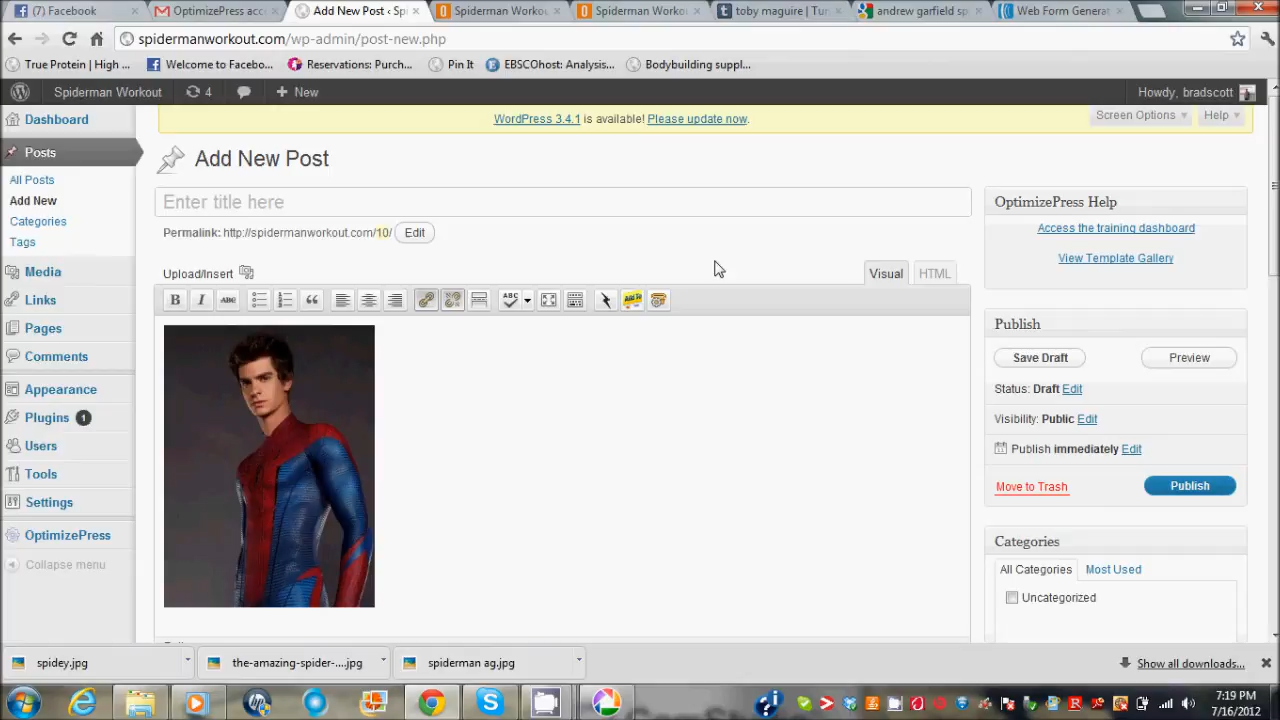 (7) Facebook
OptimizePress acc
Add New Post ‹ Sp
Spiderman Workou
Spiderman Workou
toby maguire | Tum
andrew garfield sp
Web Form Generat
spidermanworkout.com/wp-admin/post-new.php
True Protein | High ...
Welcome to Facebo...
Reservations: Purch...
Pin It
EBSCOhost: Analysis...
Bodybuilding suppl...
Spiderman Workout
4
New
Howdy, bradscott
Dashboard
WordPress 3.4.1 is available! Please update now.
Screen Options
Help
Posts
Add New Post
All Posts
Add New
Categories
Tags
Enter title here
Permalink: http://spidermanworkout.com/10/ Edit
OptimizePress Help
Access the training dashboard
View Template Gallery
Media
Links
Pages
Comments
Appearance
Plugins 1
Users
Tools
Settings
OptimizePress
Collapse menu
Upload/Insert
Visual
HTML
B
I
ABC
ABC
Publish
Save Draft
Preview
Status: Draft Edit
Visibility: Public Edit
Publish immediately Edit
Move to Trash
Publish
Categories
All Categories
Most Used
Uncategorized
spidey.jpg
the-amazing-spider-....jpg
spiderman ag.jpg
Show all downloads...
7:19 PM
7/16/2012